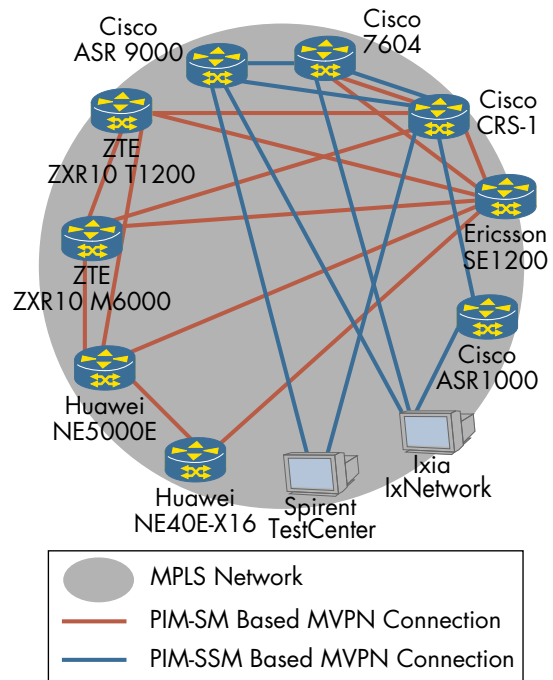 Cisco
ASR 9000
Cisco
7604
Cisco
CRS-1
ZTE
ZXR10 T1200
Ericsson
SE1200
ZTE
ZXR10 M6000
Cisco
ASR1000
Huawei
NE5000E
Ixia
IxNetwork
Huawei
NE40E-X16
Spirent
TestCenter
MPLS Network
PIM-SM Based MVPN Connection
PIM-SSM Based MVPN Connection